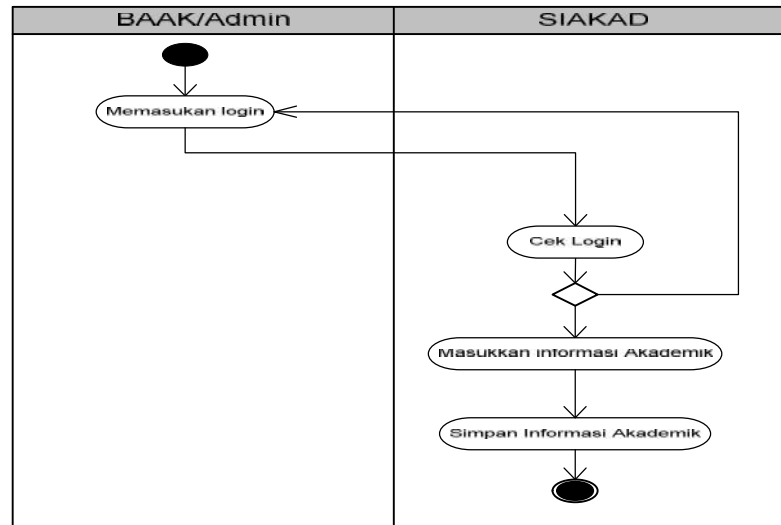 BAAK/Admin
SIAKAD
Memasukan login
Cek Login
Masukkan Informasi Akademik
Simpan Informasi Akademik